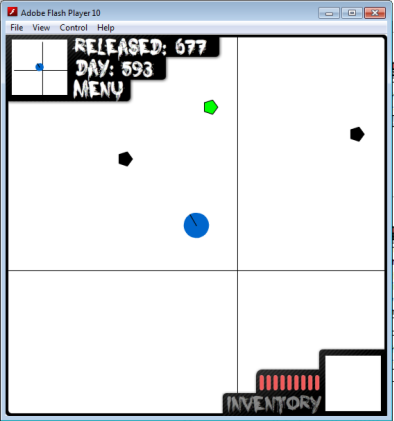 Adobe Flash Player 10
File View Control Help
RELEASED: 677
DAY: 593
MENU
INVENTORY